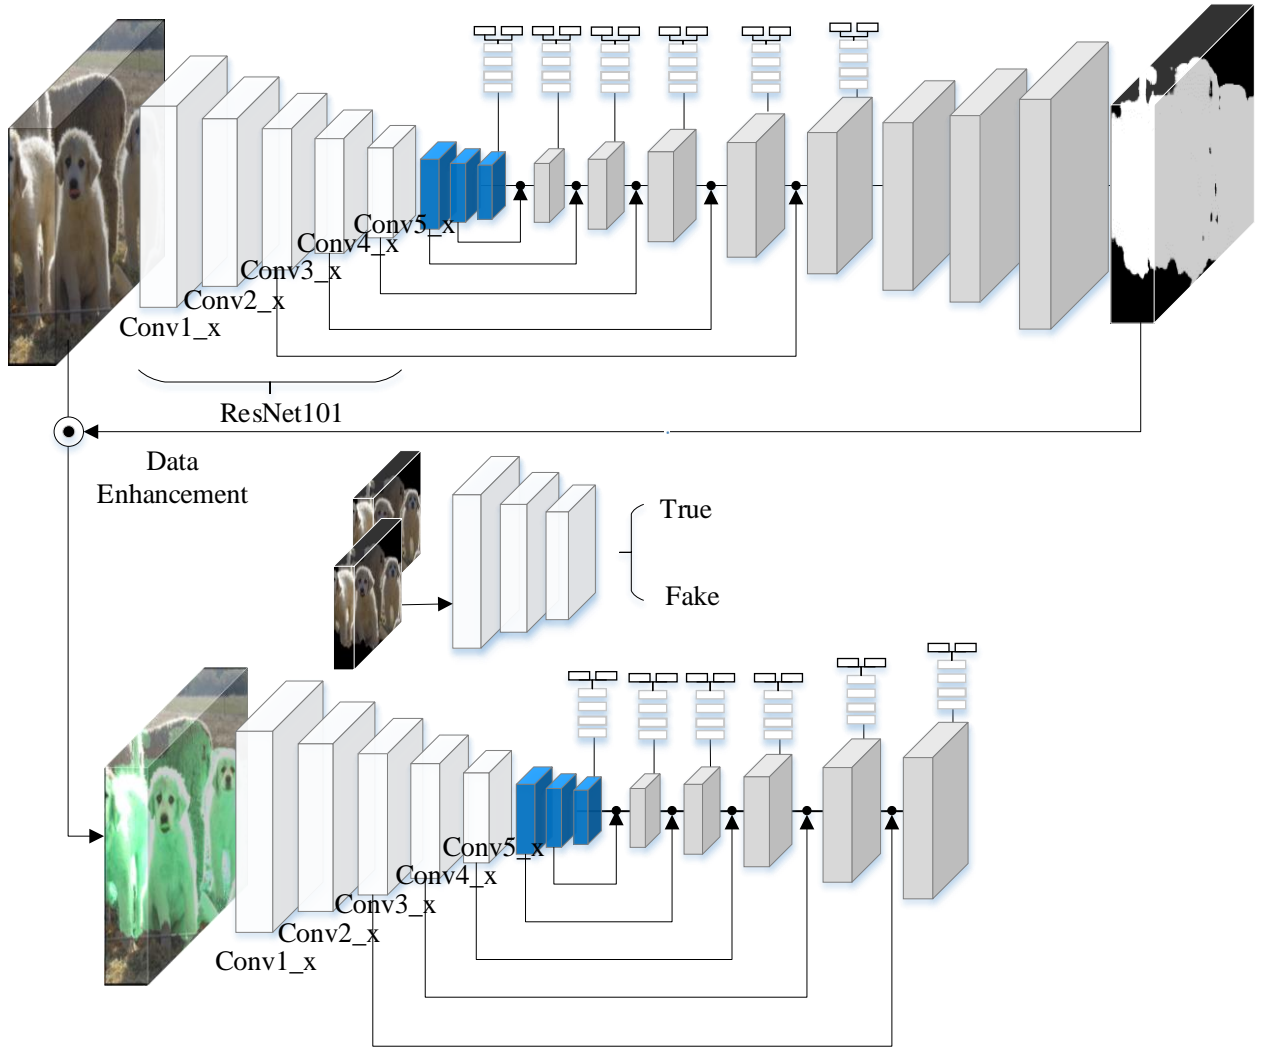 Conv5_x
Conv4_x
Conv3_x
Conv2_x
Conv1_x
ResNet101
Data
Enhancement
True
Fake
Conv5_x
Conv4_x
Conv3_x
Conv2_x
Conv1_x